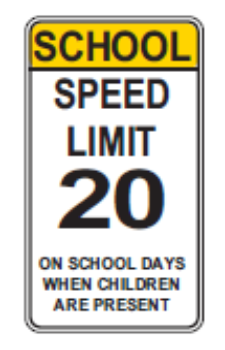 SCHOOL
SPEED
LIMIT
20
ON SCHOOL DAYS
WHEN CHILDREN
ARE PRESENT